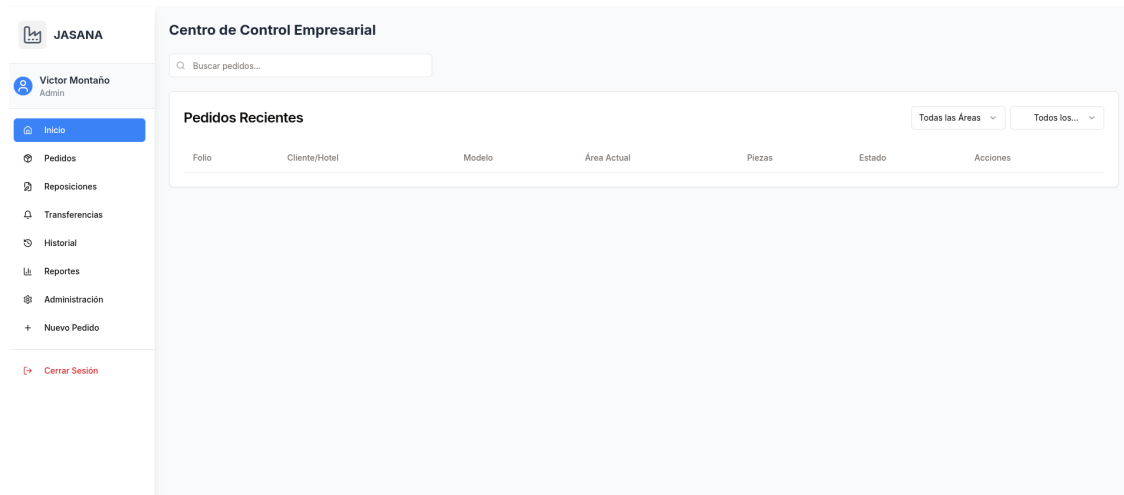 JASANA
Victor Montaño
Admin
Inicio
Pedidos
Reposiciones
Transferencias
Historial
Reportes
Administración
Nuevo Pedido
Cerrar Sesión
Centro de Control Empresarial
Buscar pedidos...
Pedidos Recientes
Todas las Áreas
Todos los...
Folio Cliente/Hotel Modelo Área Actual Piezas Estado Acciones